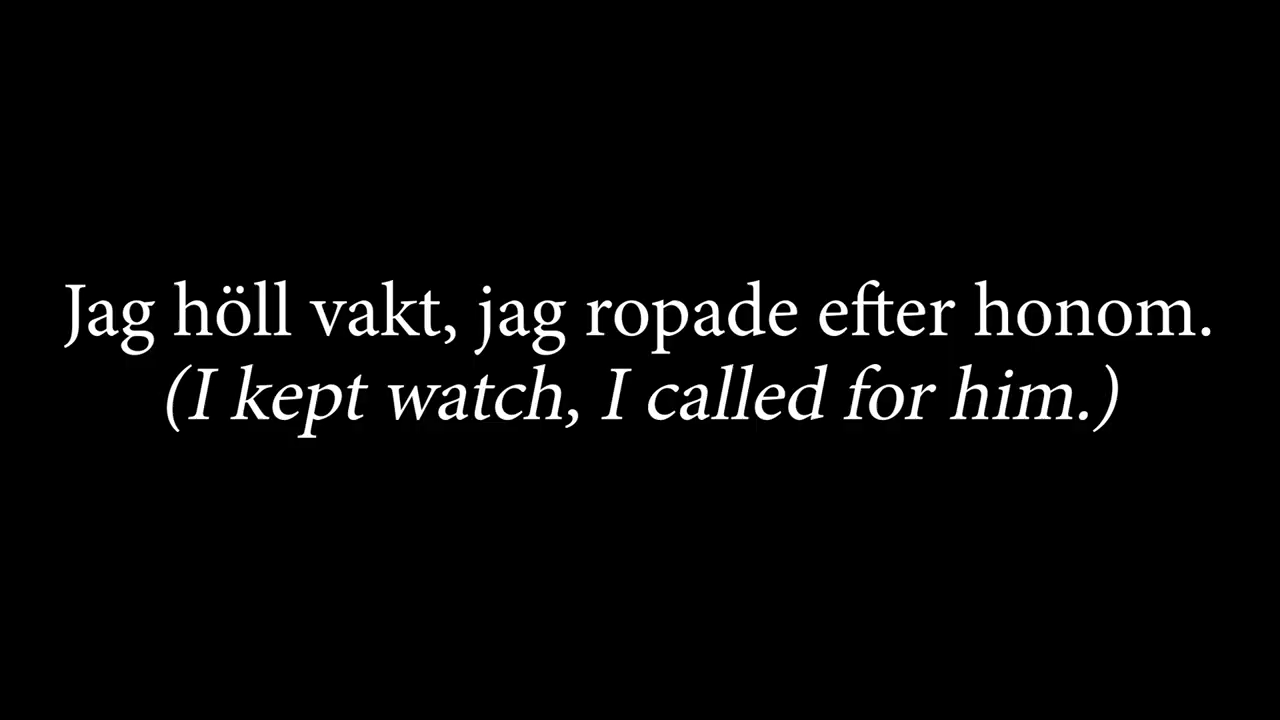 Jag höll vakt, jag ropade efter honom.
(I kept watch, I called for him.)